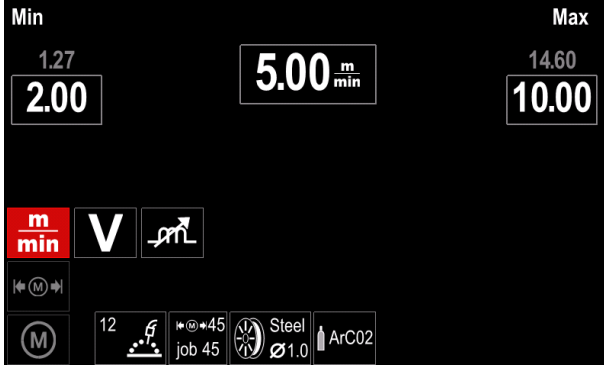 Min
Max
1.27
14.60
2.00
5.00 m/min
10.00
m/min
V
M
M
12
M 45
job 45
Steel
Ø1.0
ArCO2